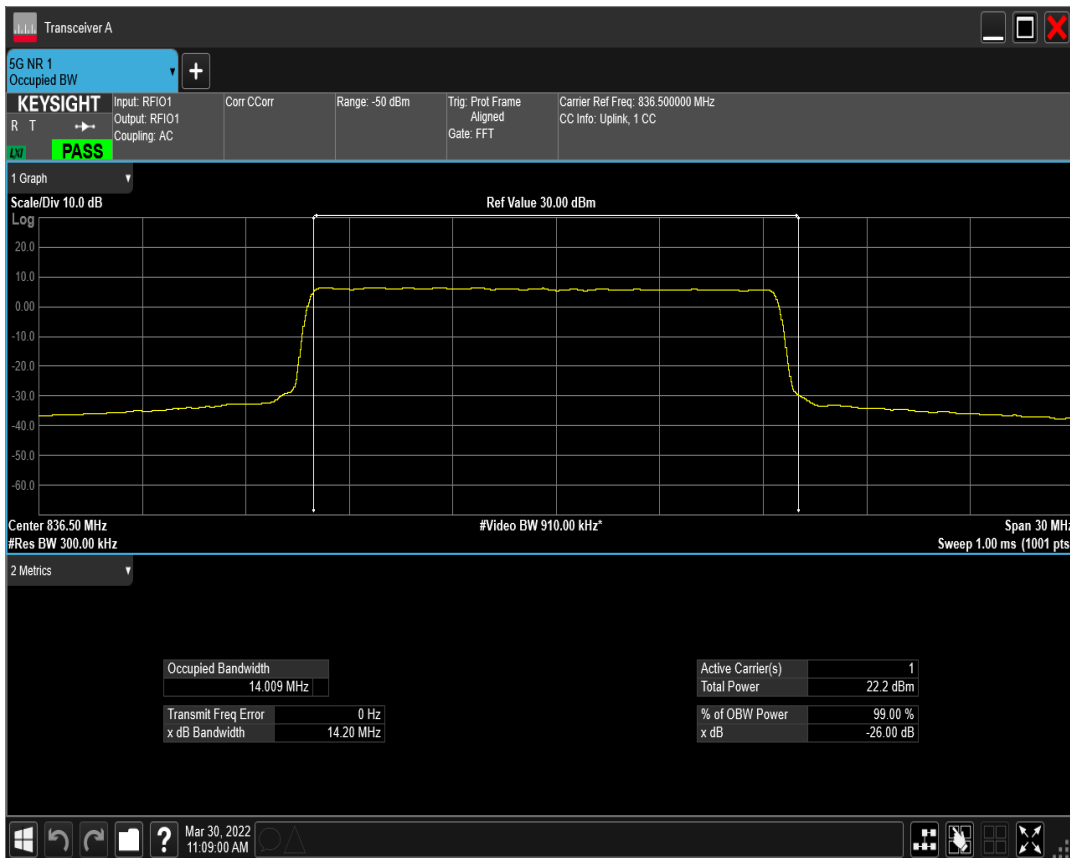 Transceiver A
5G NR 1
Occupied BW
KEYSIGHT
R T
LXI
PASS
Input: RFIO1
Output: RFIO1
Coupling: AC
Corr CCorr
Range: -50 dBm
Trig: Prot Frame
Aligned
Gate: FFT
Carrier Ref Freq: 836.500000 MHz
CC Info: Uplink, 1 CC
1 Graph
Scale/Div 10.0 dB
Ref Value 30.00 dBm
Log
20.0
10.0
0.00
-10.0
-20.0
-30.0
-40.0
-50.0
-60.0
Center 836.50 MHz
#Video BW 910.00 kHz*
Span 30 MHz
#Res BW 300.00 kHz
Sweep 1.00 ms (1001 pts
2 Metrics
Occupied Bandwidth
14.009 MHz
Transmit Freq Error 0 Hz
x dB Bandwidth 14.20 MHz
Active Carrier(s) 1
Total Power 22.2 dBm
% of OBW Power 99.00 %
x dB -26.00 dB
?
Mar 30, 2022
11:09:00 AM